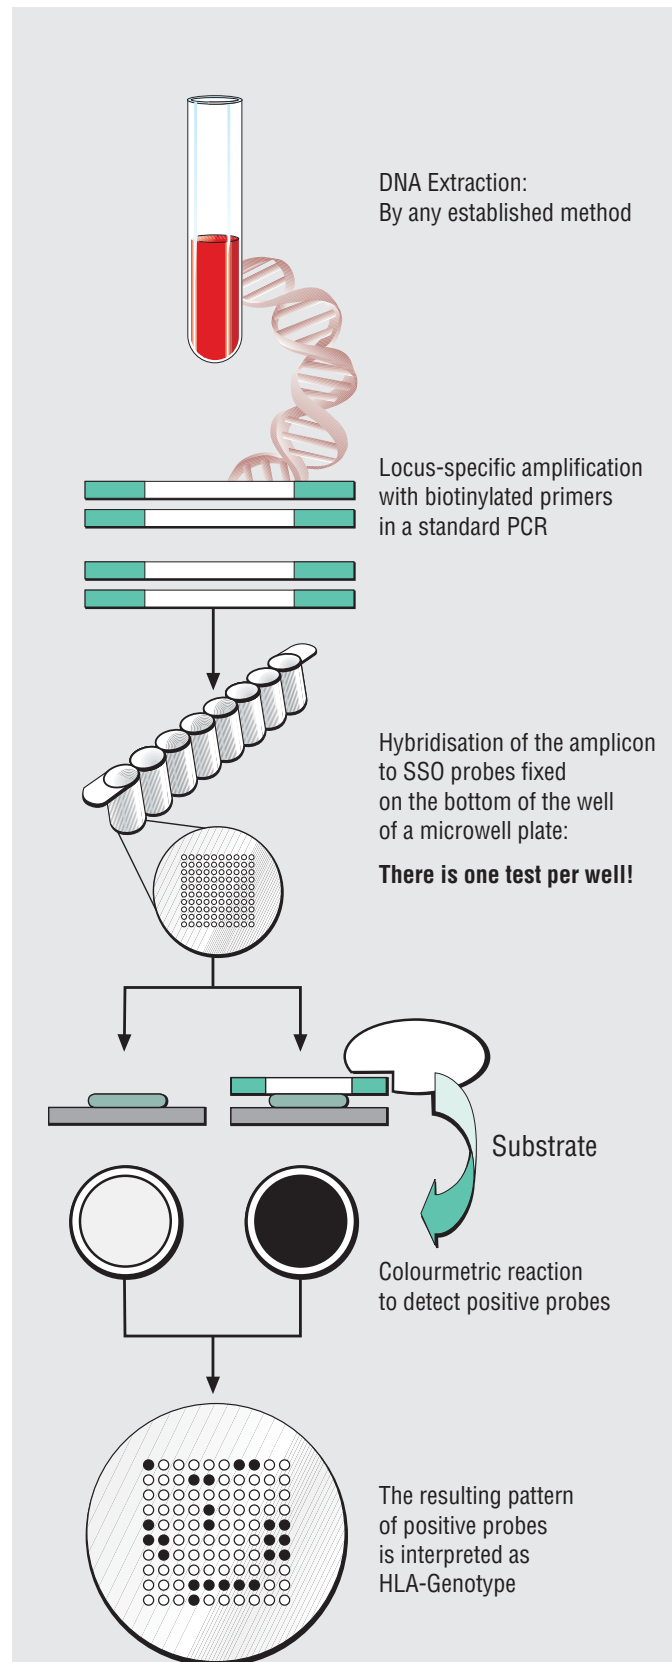 DNA Extraction:
By any established method
Locus-specific amplification
with biotinylated primers
in a standard PCR
Hybridisation of the amplicon
to SSO probes fixed
on the bottom of the well
of a microwell plate:
There is one test per well!
Substrate
Colourmetric reaction
to detect positive probes
The resulting pattern
of positive probes
is interpreted as
HLA-Genotype